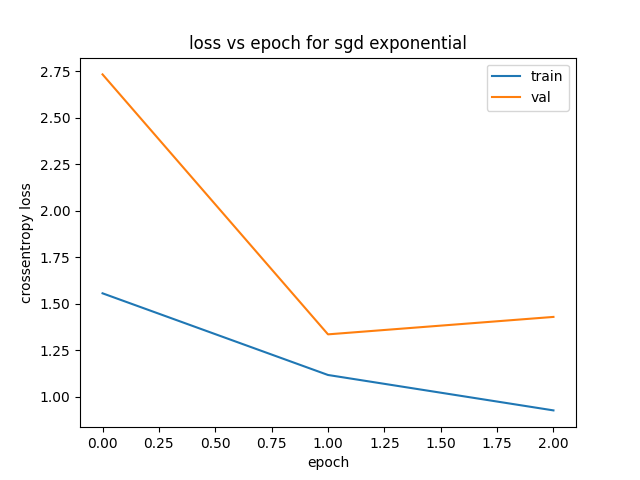 loss vs epoch for sgd exponential
train
val
crossentropy loss
2.75
2.50
2.25
2.00
1.75
1.50
1.25
1.00
0.00 0.25 0.50 0.75 1.00 1.25 1.50 1.75 2.00
epoch